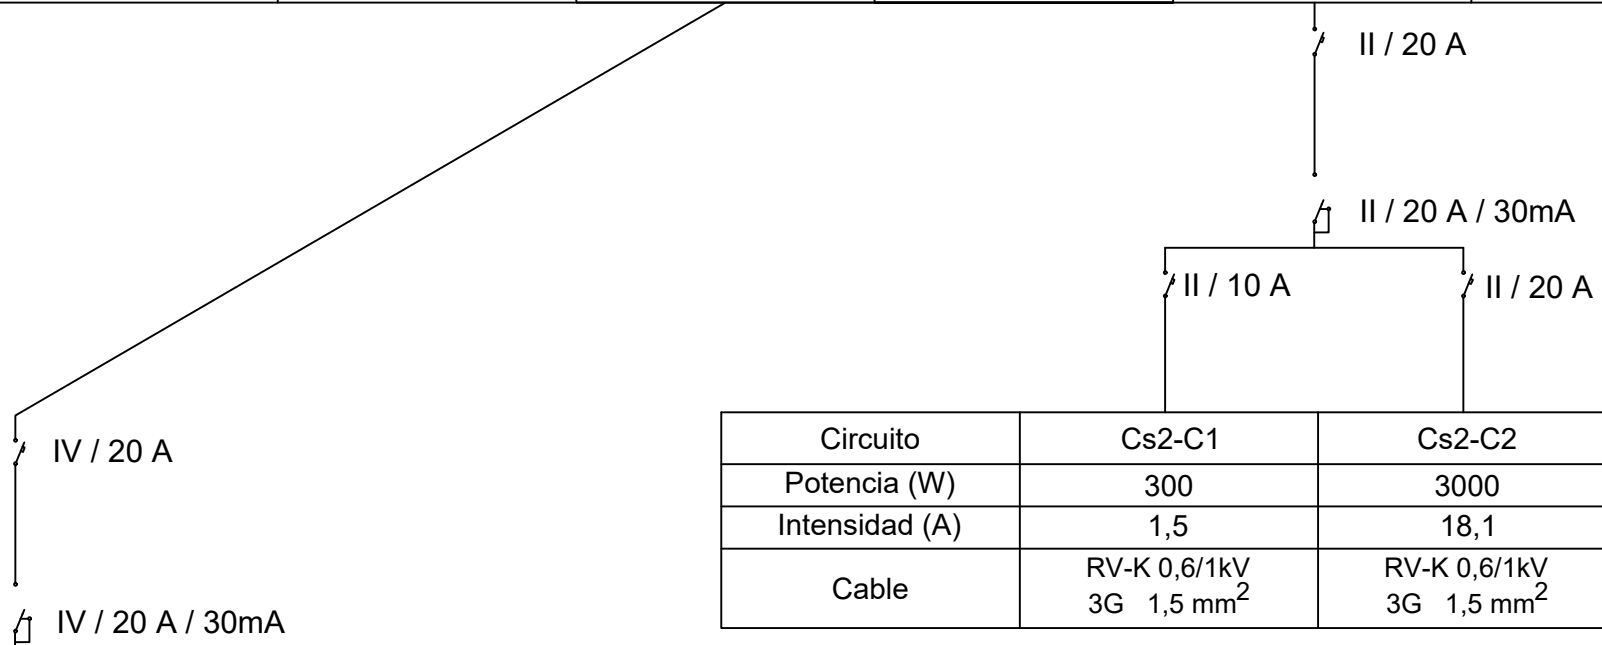 II / 20 A
II / 20 A / 30mA
II / 10 A
II / 20 A
IV / 20 A
IV / 20 A / 30mA
Circuito Cs2-C1 Cs2-C2
Potencia (W) 300 3000
Intensidad (A) 1,5 18,1
Cable RV-K 0,6/1kV RV-K 0,6/1kV
3G 1,5 mm² 3G 1,5 mm²